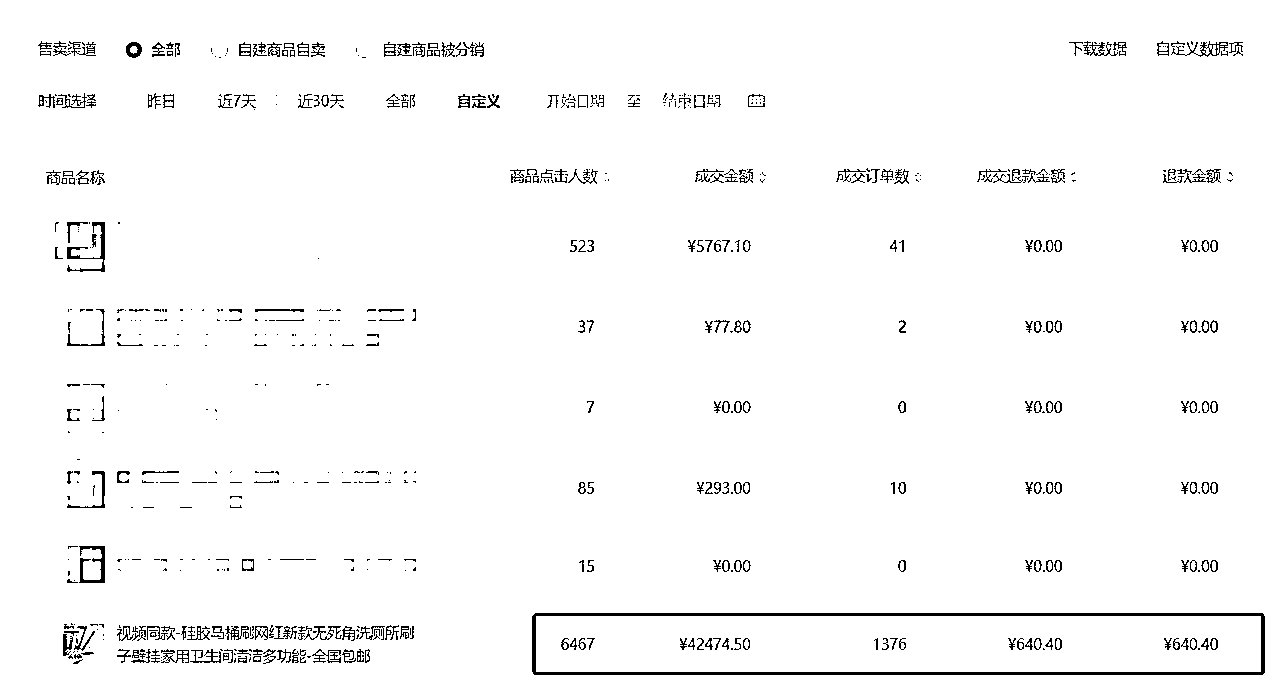 售卖渠道 全部 自建商品自卖 自建商品被分销 下载数据 自定义数据项
时间选择 昨日 近7天 近30天 全部 自定义 开始日期 至 结束日期
商品名称 商品点击人数 成交金额 成交订单数 成交退款金额 退款金额
523 ¥5767.10 41 ¥0.00 ¥0.00
37 ¥77.80 2 ¥0.00 ¥0.00
7 ¥0.00 0 ¥0.00 ¥0.00
85 ¥293.00 10 ¥0.00 ¥0.00
15 ¥0.00 0 ¥0.00 ¥0.00
视频同款-硅胶马桶刷网红新款无死角洗厕所刷
子壁挂家用卫生间清洁多功能-全国包邮
6467 ¥42474.50 1376 ¥640.40 ¥640.40